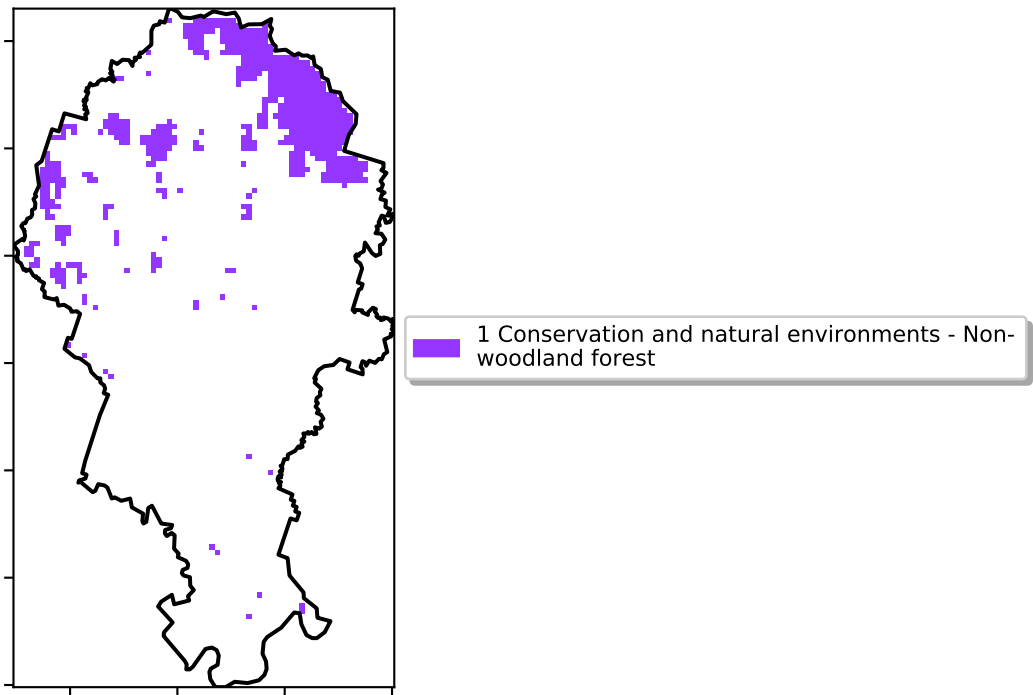 1 Conservation and natural environments - Non-
woodland forest